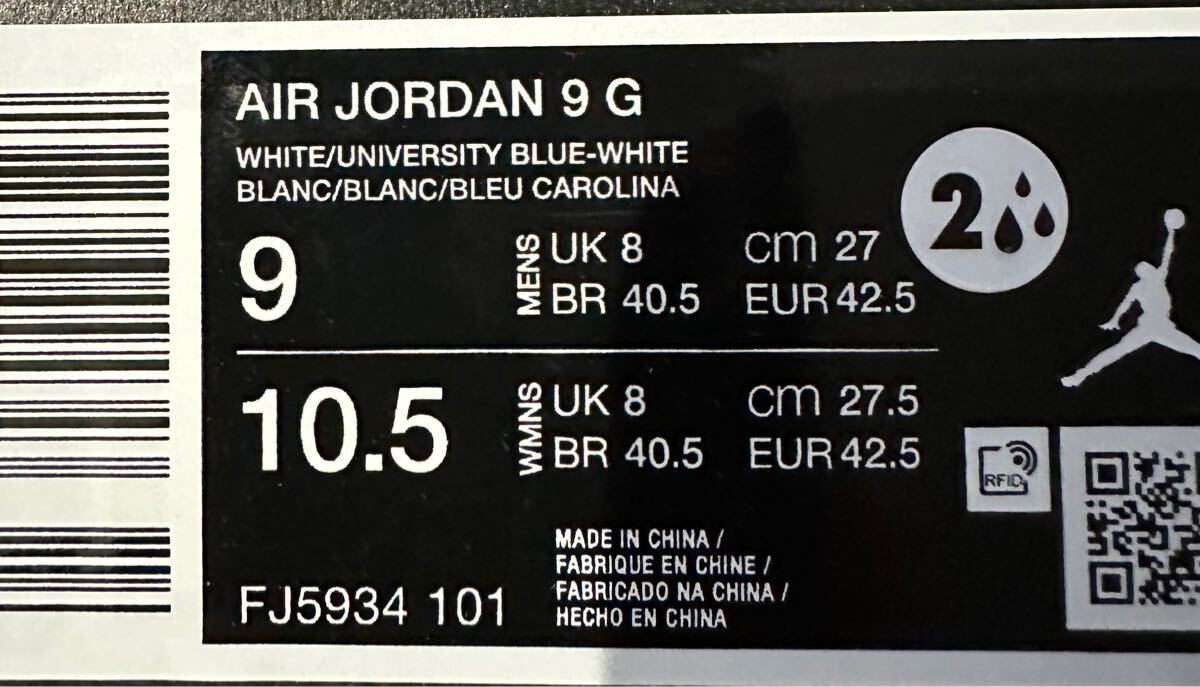 AIR JORDAN 9 G
WHITE/UNIVERSITY BLUE-WHITE
BLANC/BLANC/BLEU CAROLINA
9
MENS
UK 8 cm 27
BR 40.5 EUR 42.5
2
10.5
WMNS
UK 8 cm 27.5
BR 40.5 EUR 42.5
RFID
MADE IN CHINA /
FABRIQUE EN CHINE /
FABRICADO NA CHINA /
HECHO EN CHINA
FJ5934 101